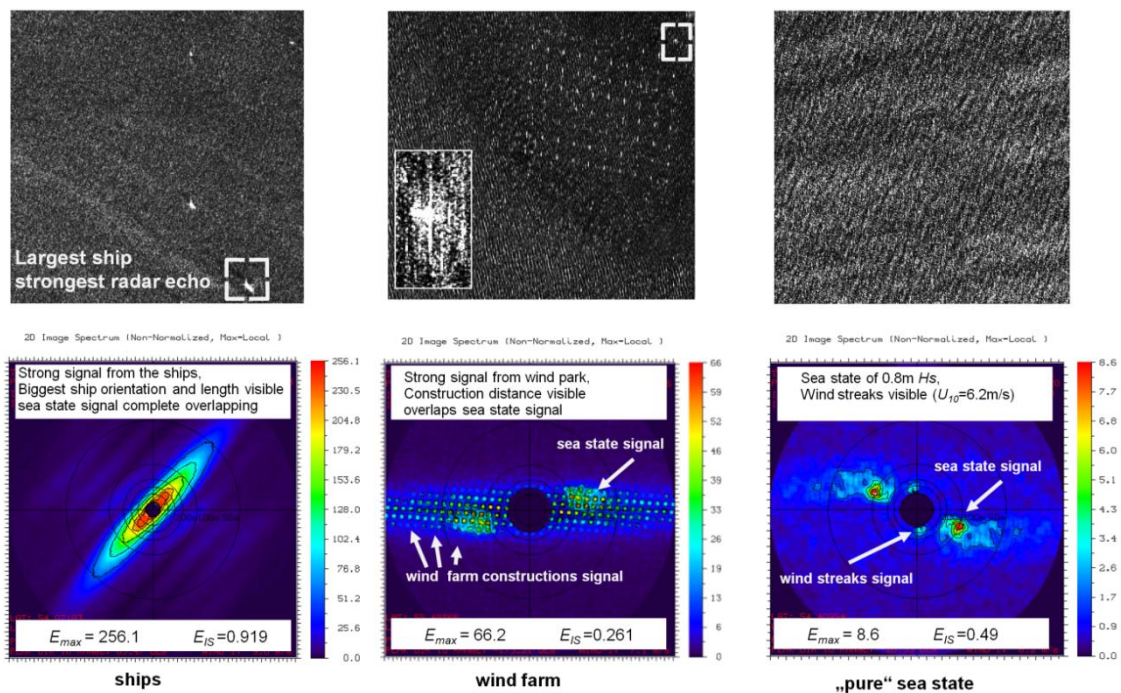 Largest ship
strongest radar echo
2D Image Spectrum (Non-Normalized, Max=Local )
2D Image Spectrum (Non-Normalized, Max=Local )
2D Image Spectrum (Non-Normalized, Max=Local )
Strong signal from the ships,
Biggest ship orientation and length visible
sea state signal complete overlapping
256.1
230.5
204.9
179.2
153.6
128.0
102.4
76.8
51.2
25.6
0.0
Emax = 256.1 EIS=0.919
Strong signal from wind park,
Construction distance visible
overlaps sea state signal
sea state signal
wind farm constructions signal
66
59
53
46
40
33
26
20
13
7
0
Emax = 66.2 EIS=0.261
Sea state of 0.8m Hs,
Wind streaks visible (U10=6.2m/s)
sea state signal
wind streaks signal
8.6
7.7
6.9
6.0
5.2
4.3
3.4
2.6
1.7
0.9
0.0
Emax = 8.6 EIS=0.49
ships
wind farm
„pure“ sea state